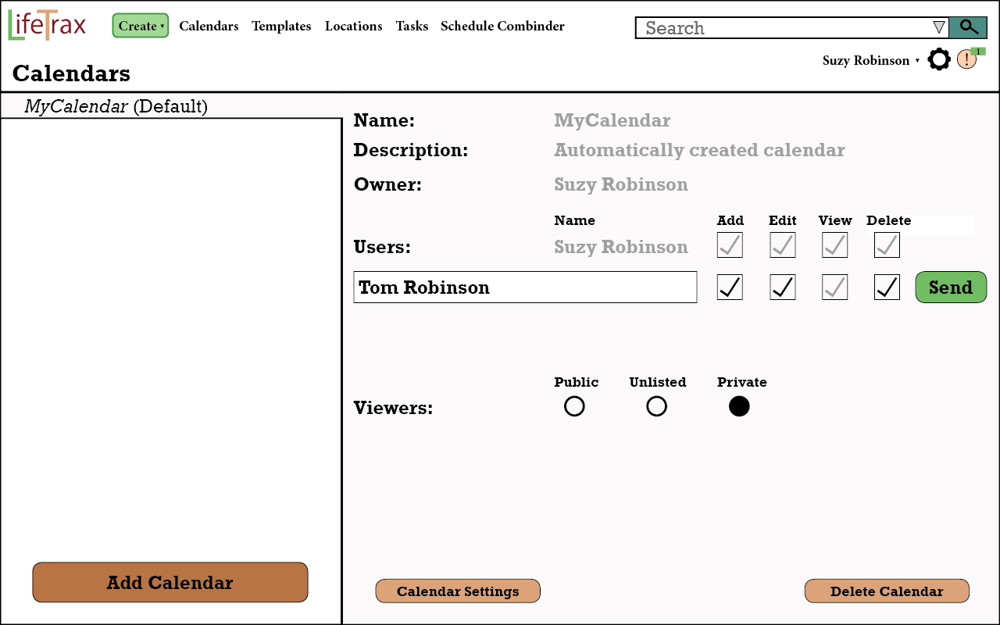 LifeTrax
Create ▾ Calendars Templates Locations Tasks Schedule Combinder
Search
Suzy Robinson ▾ ! 1
Calendars
MyCalendar (Default)
Name: MyCalendar
Description: Automatically created calendar
Owner: Suzy Robinson
Name Add Edit View Delete
Users: Suzy Robinson
Tom Robinson Send
Public Unlisted Private
Viewers:
Add Calendar
Calendar Settings Delete Calendar